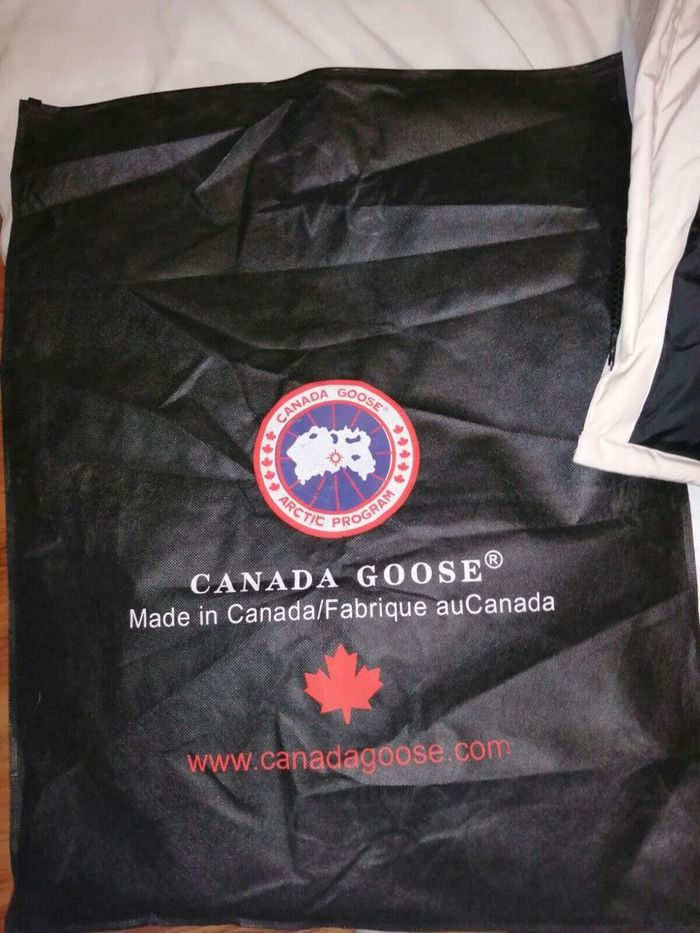 CANADA GOOSE®
ARCTIC PROGRAM
CANADA GOOSE®
Made in Canada/Fabrique auCanada
www.canadagoose.com